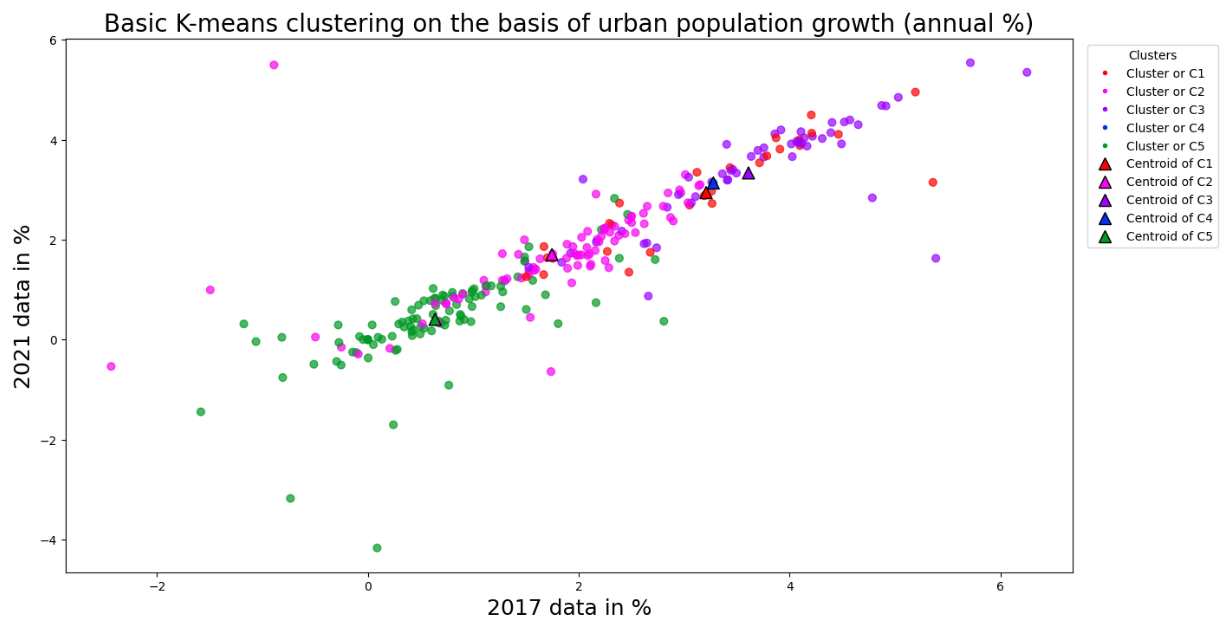 Basic K-means clustering on the basis of urban population growth (annual %)
6
4
2
0
−2
−4
2021 data in %
−2
0
2
4
6
2017 data in %
Clusters
Cluster or C1
Cluster or C2
Cluster or C3
Cluster or C4
Cluster or C5
Centroid of C1
Centroid of C2
Centroid of C3
Centroid of C4
Centroid of C5